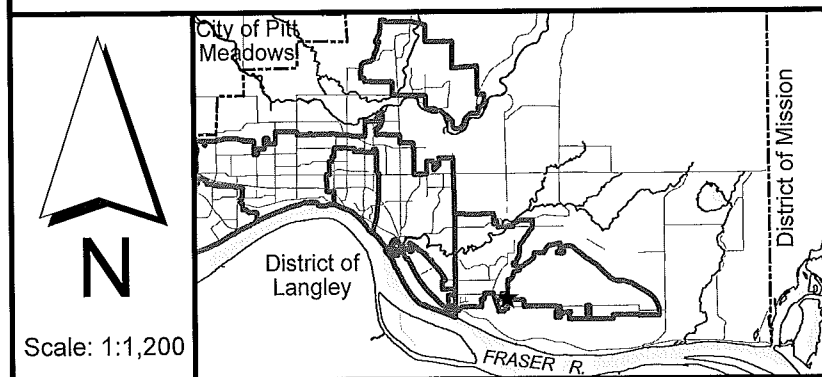 City of Pitt
Meadows
District of Mission
District of
Langley
N
Scale: 1:1,200
FRASER R.